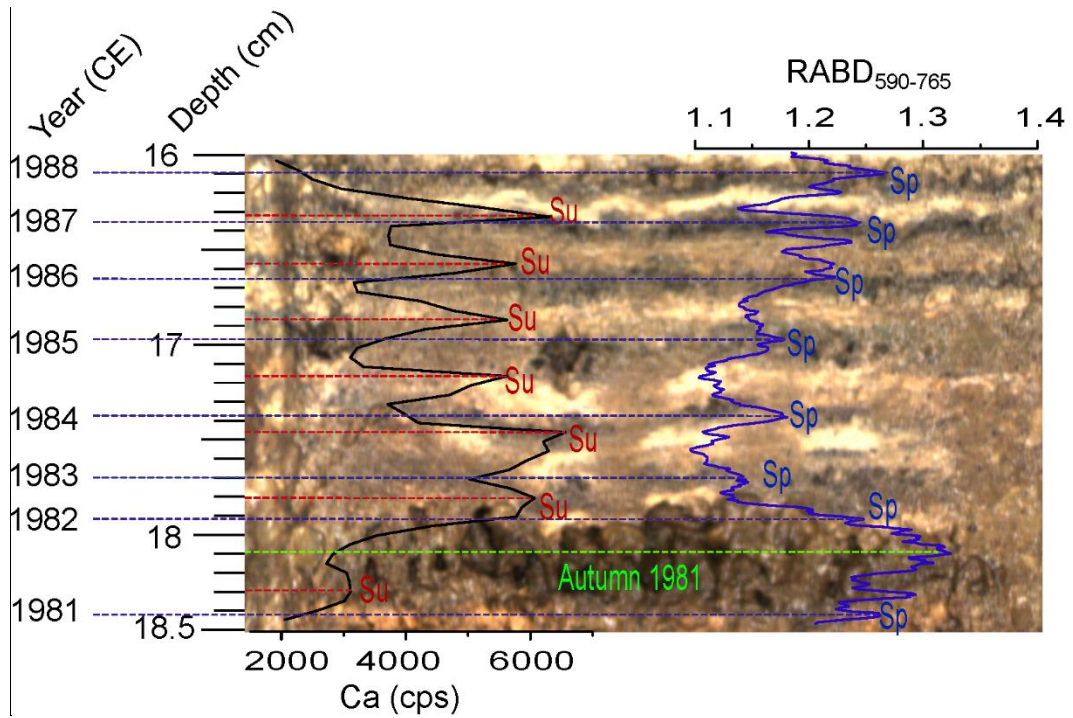 Year (CE)
Depth (cm)
RABD590-765
1.1 1.2 1.3 1.4
1988
16
Sp
1987
Su
Sp
1986
Su
Sp
Su
1985
17
Sp
Su
1984
Sp
Su
1983
Sp
Su
Sp
1982
18
Autumn 1981
Su
1981
Sp
18.5
2000 4000 6000
Ca (cps)